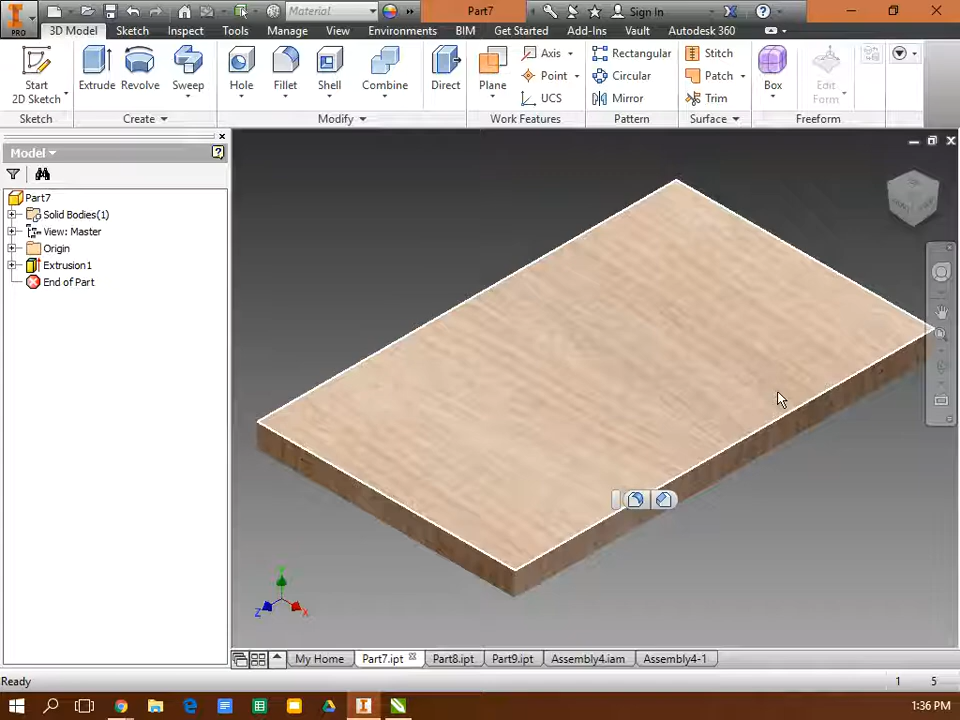 Material
Part7
Sign In
PRO
3D Model Sketch Inspect Tools Manage View Environments BIM Get Started Add-Ins Vault Autodesk 360
Start
2D Sketch
Extrude
Revolve
Sweep
Hole
Fillet
Shell
Combine
Direct
Plane
Axis
Point
UCS
Rectangular
Circular
Mirror
Stitch
Patch
Trim
Box
Edit
Form
Sketch
Create
Modify
Work Features
Pattern
Surface
Freeform
Model
Part7
Solid Bodies(1)
View: Master
Origin
Extrusion1
End of Part
Y
Z
X
My Home
Part7.ipt
Part8.ipt
Part9.ipt
Assembly4.iam
Assembly4-1
Ready
1
5
1:36 PM